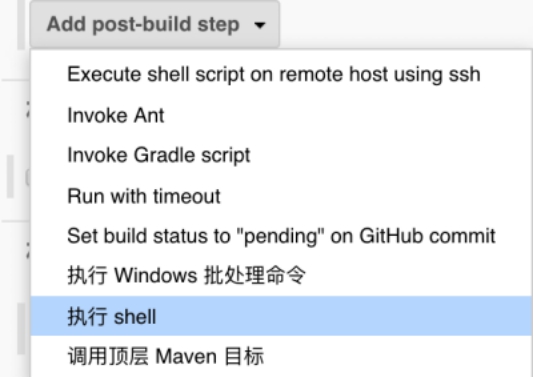 Add post-build step
Execute shell script on remote host using ssh
Invoke Ant
Invoke Gradle script
Run with timeout
Set build status to "pending" on GitHub commit
执行 Windows 批处理命令
执行 shell
调用顶层 Maven 目标